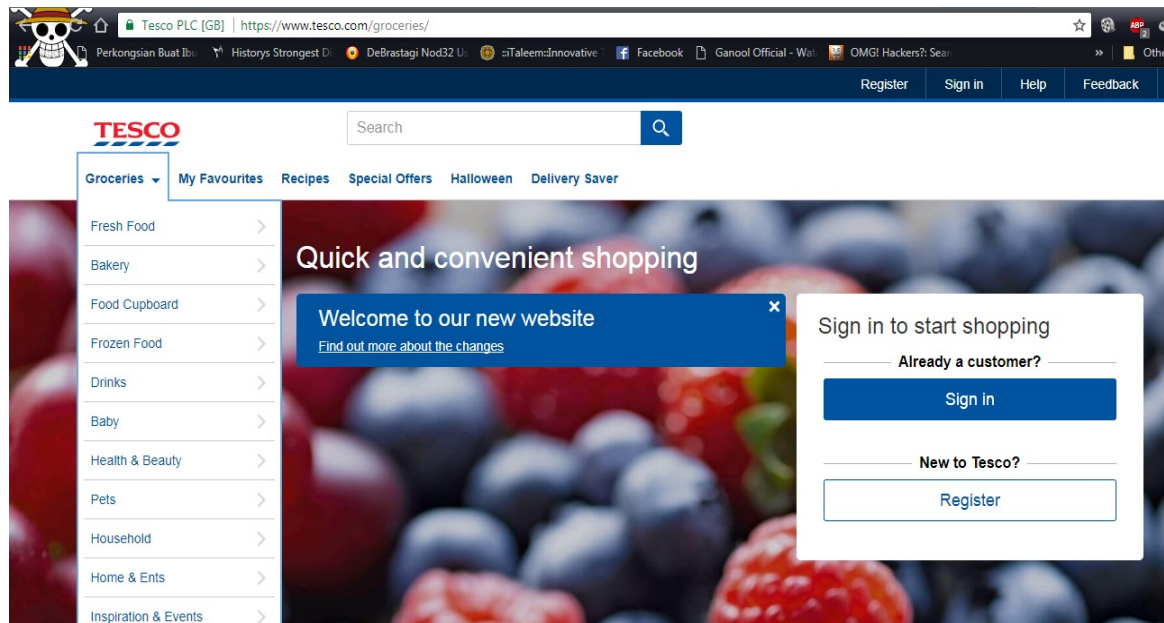 Tesco PLC [GB] https://www.tesco.com/groceries/
ABP
2
Perkongsian Buat Ibu Historys Strongest Di DeBrastagi Nod32 Us ::iTaleem::Innovative T Facebook Ganool Official - Wat OMG! Hackers?: Sear » Othe
Register Sign in Help Feedback
TESCO
Search
Groceries My Favourites Recipes Special Offers Halloween Delivery Saver
Fresh Food
Bakery
Food Cupboard
Frozen Food
Drinks
Baby
Health & Beauty
Pets
Household
Home & Ents
Inspiration & Events
Quick and convenient shopping
Welcome to our new website
Find out more about the changes
Sign in to start shopping
Already a customer?
Sign in
New to Tesco?
Register